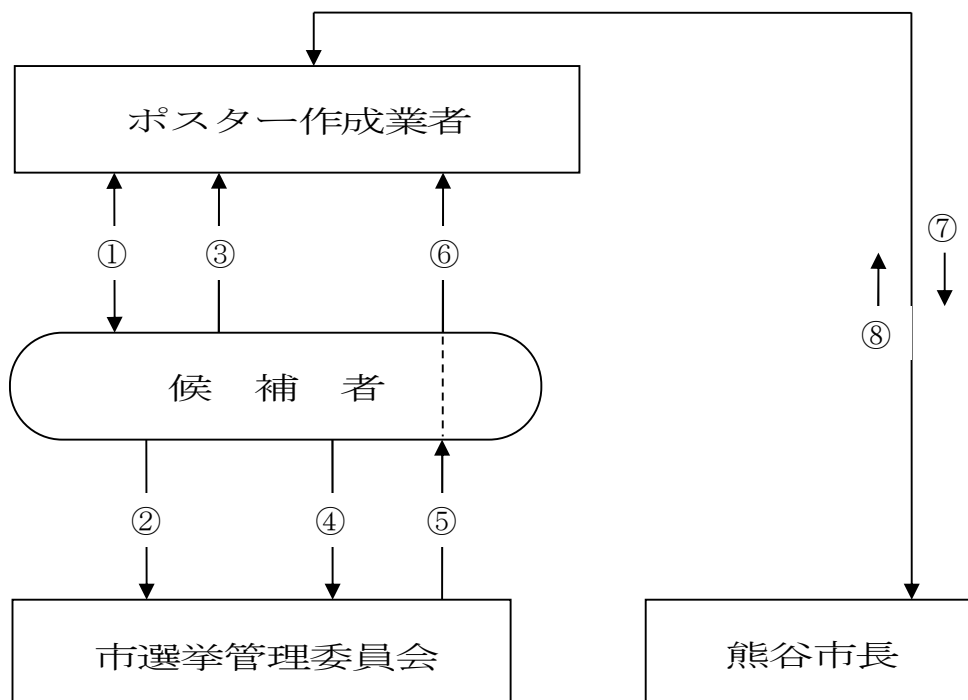 ポスター作成業者
①
③
⑥
⑦
⑧
候　補　者
②
④
⑤
市選挙管理委員会
熊谷市長